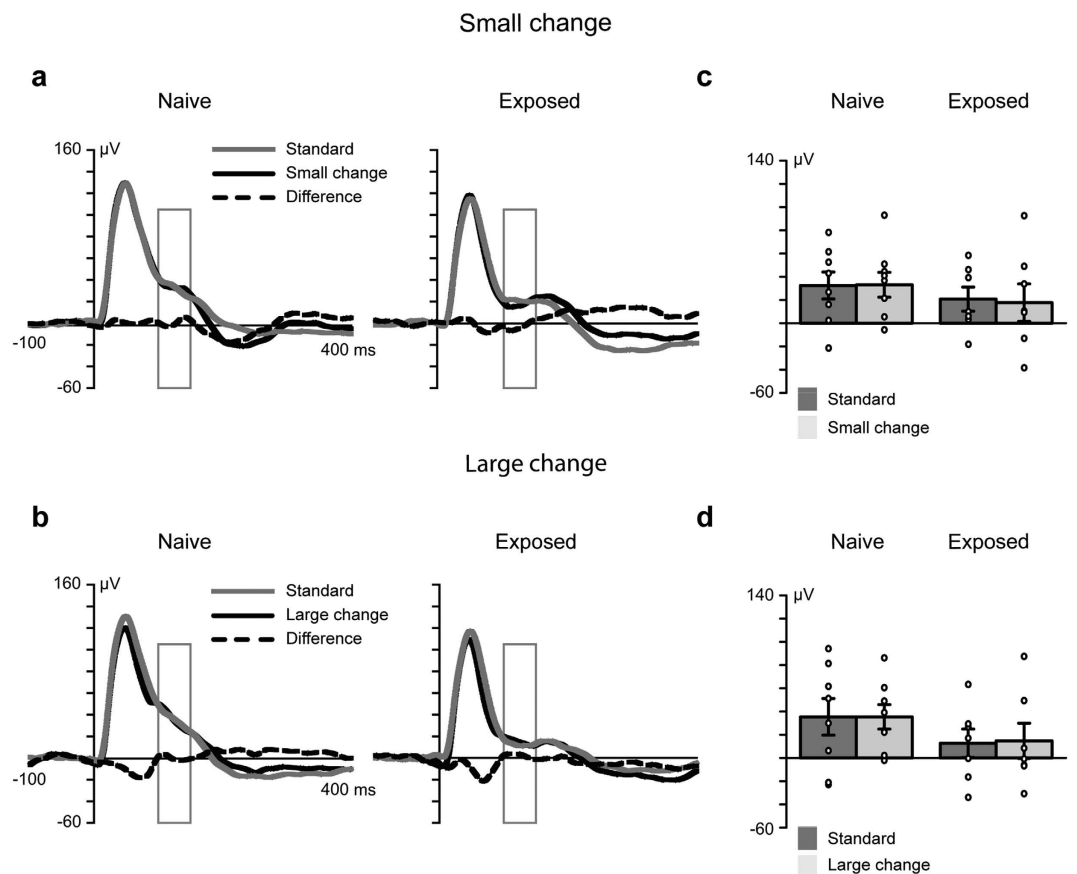 Small change
a
Naive
Exposed
160
µV
Standard
Small change
Difference
-100
400 ms
-60
c
Naive
Exposed
140
µV
-60
Standard
Small change
Large change
b
Naive
Exposed
160
µV
Standard
Large change
Difference
-100
400 ms
-60
d
Naive
Exposed
140
µV
-60
Standard
Large change